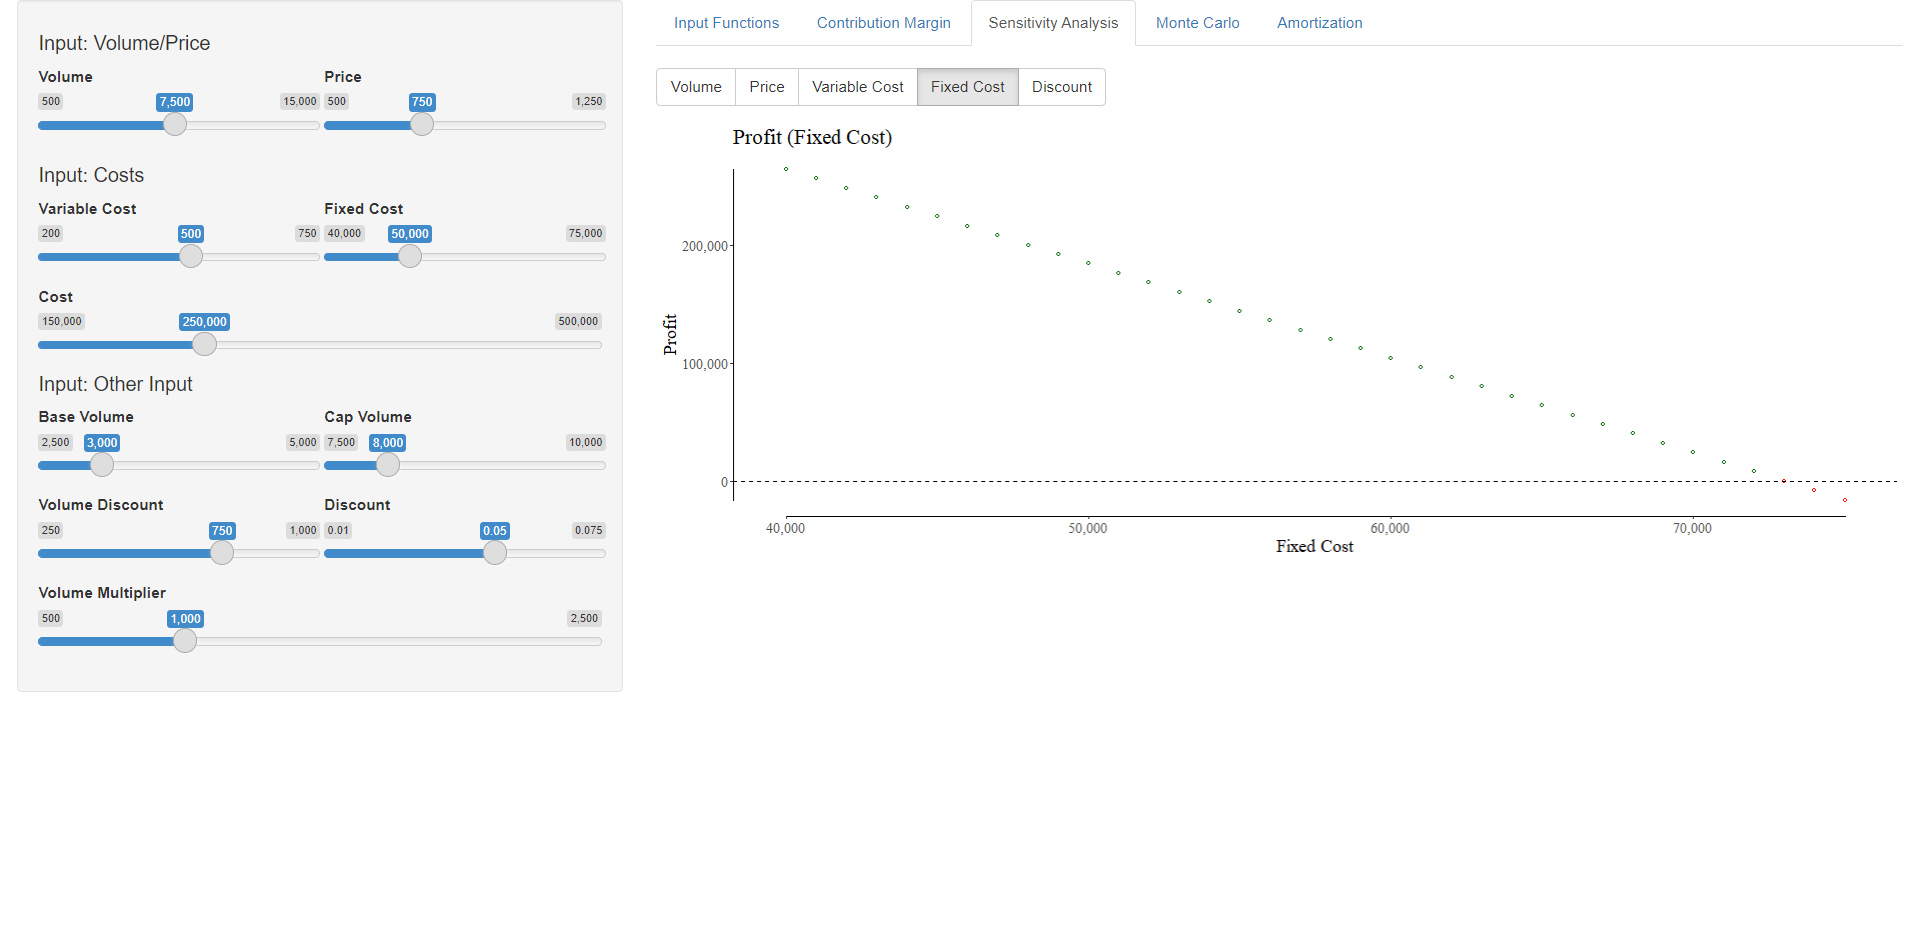 Input: Volume/Price
Volume Price
500 7,500 15,000 500 750 1,250
Input: Costs
Variable Cost Fixed Cost
200 500 750 40,000 50,000 75,000
Cost
150,000 250,000 500,000
Input: Other Input
Base Volume Cap Volume
2,500 3,000 5,000 7,500 8,000 10,000
Volume Discount Discount
250 750 1,000 0.01 0.05 0.075
Volume Multiplier
500 1,000 2,500
Input Functions Contribution Margin Sensitivity Analysis Monte Carlo Amortization
Volume Price Variable Cost Fixed Cost Discount
Profit (Fixed Cost)
200,000
Profit
100,000
0
40,000 50,000 60,000 70,000
Fixed Cost